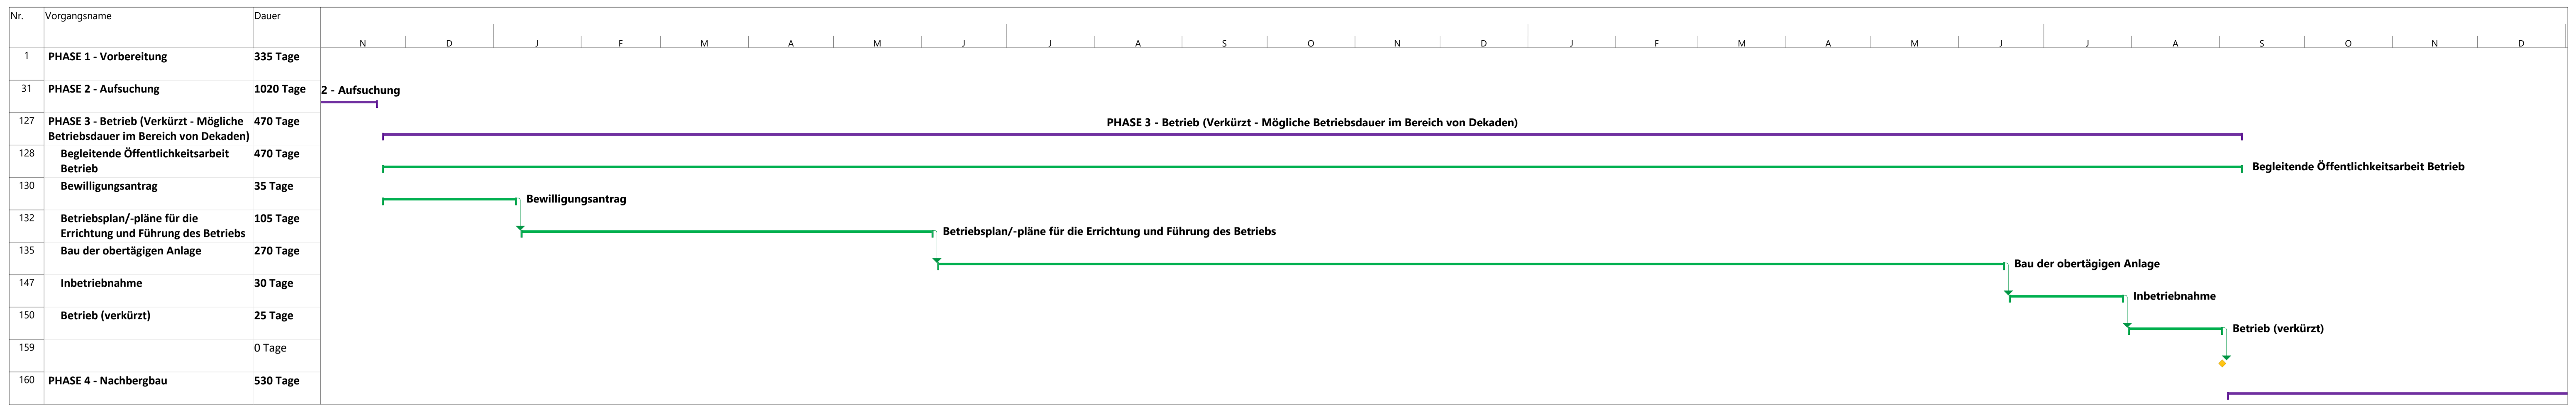 Nr. Vorgangsname Dauer
N D J F M A M J J A S O N D J F M A M J J A S O N D
1 PHASE 1 - Vorbereitung 335 Tage
31 PHASE 2 - Aufsuchung 1020 Tage 2 - Aufsuchung
127 PHASE 3 - Betrieb (Verkürzt - Mögliche 470 Tage PHASE 3 - Betrieb (Verkürzt - Mögliche Betriebsdauer im Bereich von Dekaden)
Betriebsdauer im Bereich von Dekaden)
128 Begleitende Öffentlichkeitsarbeit 470 Tage
Betrieb Begleitende Öffentlichkeitsarbeit Betrieb
130 Bewilligungsantrag 35 Tage
Bewilligungsantrag
132 Betriebsplan/-pläne für die 105 Tage
Errichtung und Führung des Betriebs Betriebsplan/-pläne für die Errichtung und Führung des Betriebs
135 Bau der obertägigen Anlage 270 Tage
Bau der obertägigen Anlage
147 Inbetriebnahme 30 Tage
Inbetriebnahme
150 Betrieb (verkürzt) 25 Tage
Betrieb (verkürzt)
159 0 Tage
160 PHASE 4 - Nachbergbau 530 Tage